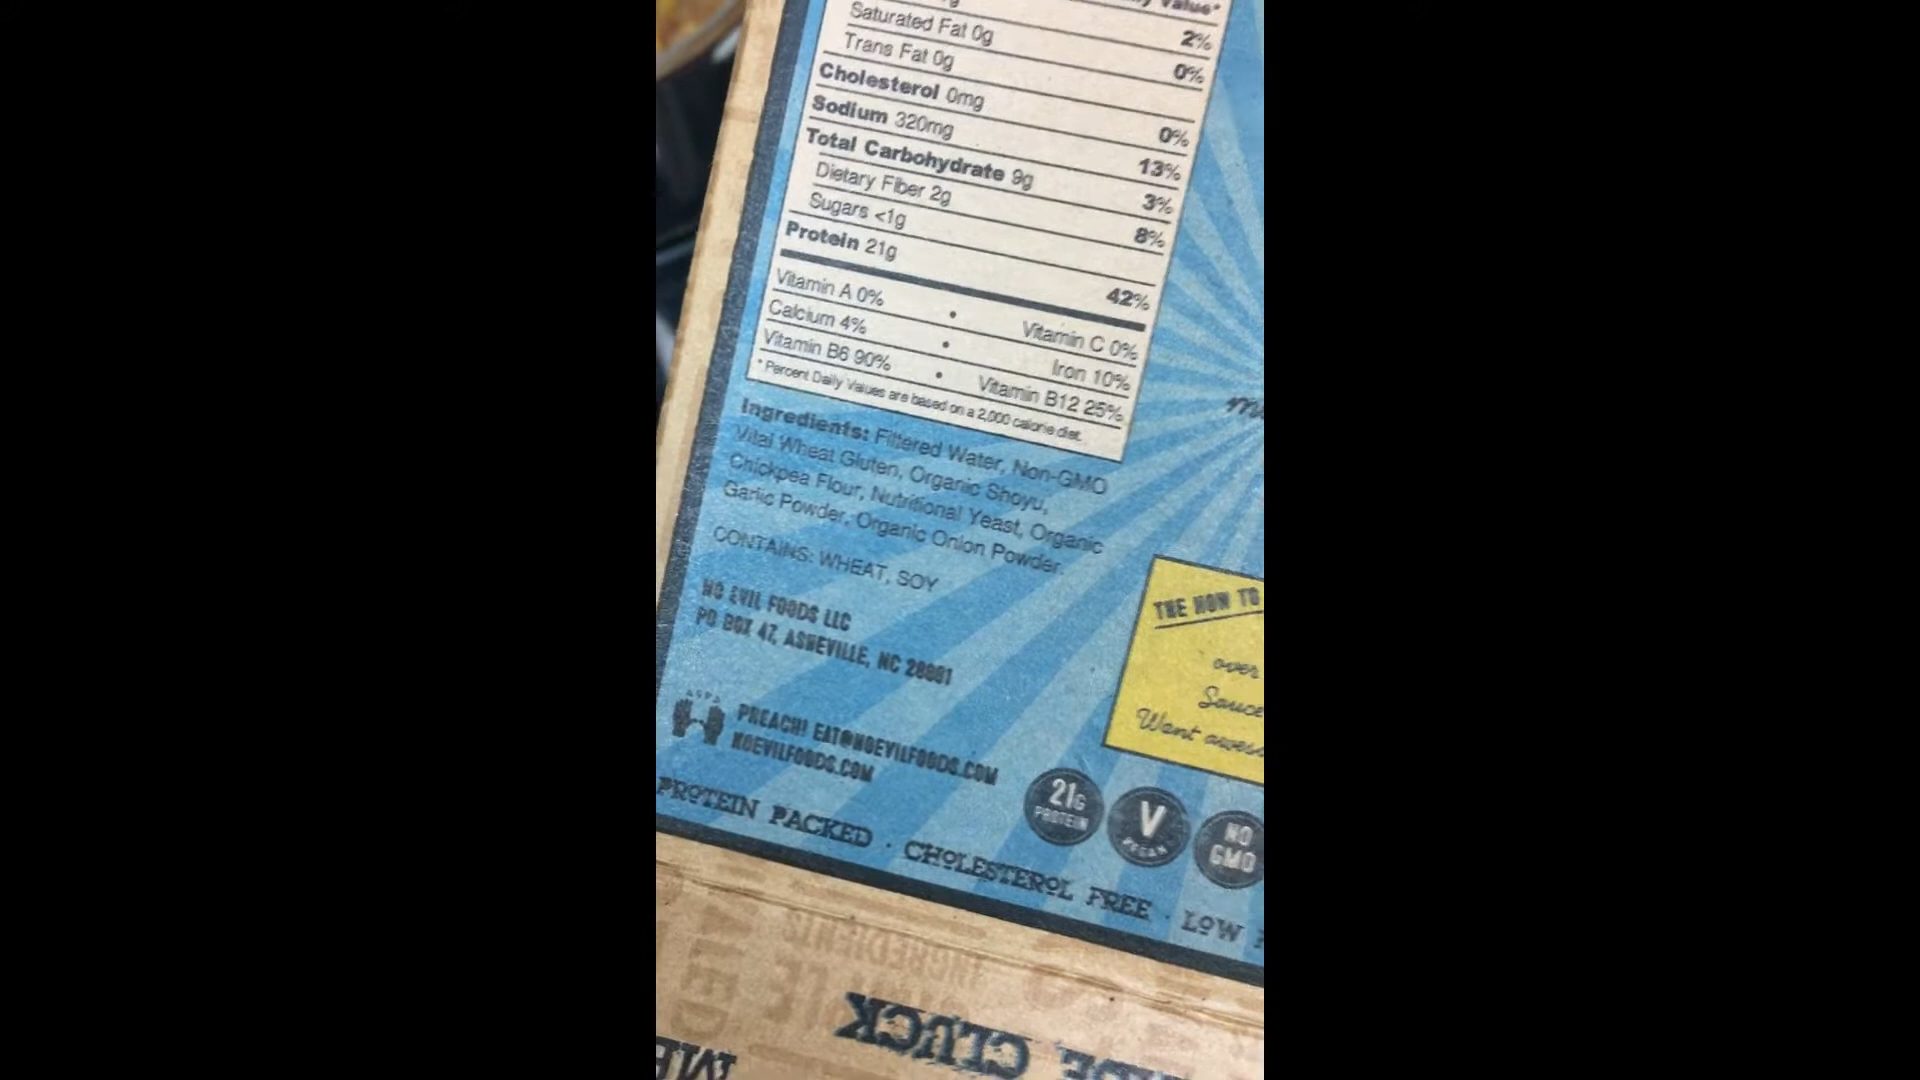 Value*
2%
Saturated Fat 0g 0%
Trans Fat 0g
Cholesterol 0mg 0%
Sodium 320mg 13%
Total Carbohydrate 9g 3%
Dietary Fiber 2g 8%
Sugars <1g
Protein 21g 42%
Vitamin A 0% • Vitamin C 0%
Calcium 4% • Iron 10%
Vitamin B6 90% • Vitamin B12 25%
* Percent Daily Values are based on a 2,000 calorie diet.
Ingredients: Filtered Water, Non-GMO
Vital Wheat Gluten, Organic Shoyu,
Chickpea Flour, Nutritional Yeast, Organic
Garlic Powder, Organic Onion Powder.
CONTAINS: WHEAT, SOY
NO EVIL FOODS LLC
PO BOX 47, ASHEVILLE, NC 28801
PREACH! EAT@NOEVILFOODS.COM
NOEVILFOODS.COM
THE HOW TO
over
Sauce
Want
21G
PROTEIN
V
VEGAN
NO
GMO
PROTEIN PACKED · CHOLESTEROL FREE · LOW
INGREDIENTS
CLUCK